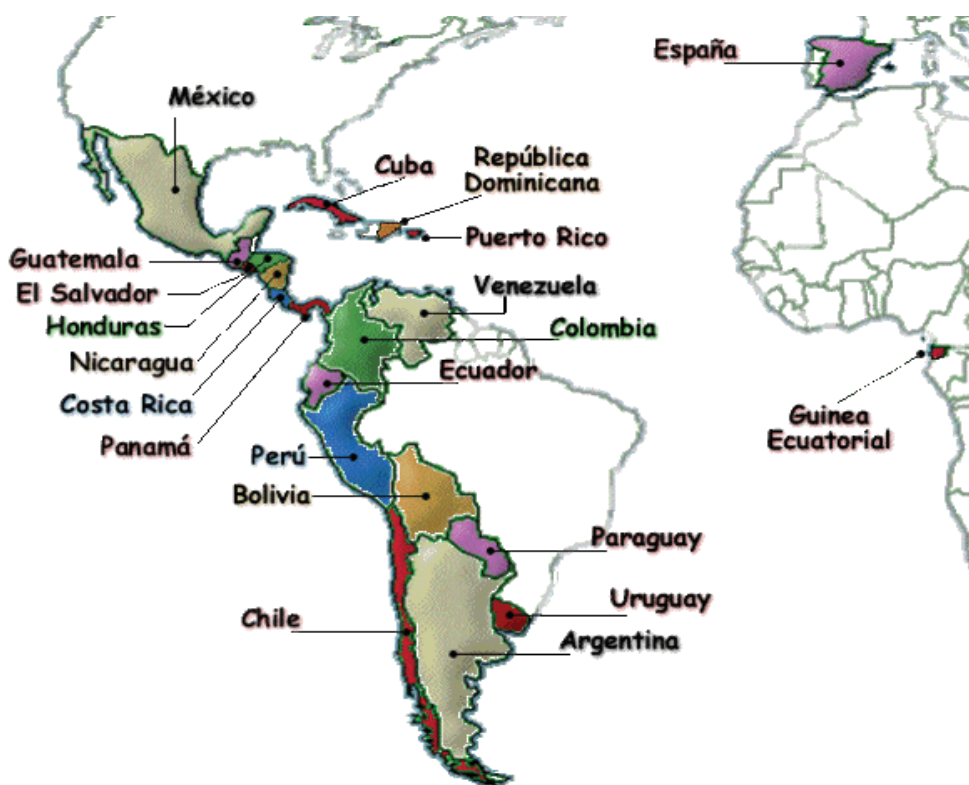 España
México
Cuba
República
Dominicana
Puerto Rico
Guatemala
El Salvador
Honduras
Nicaragua
Costa Rica
Panamá
Venezuela
Colombia
Ecuador
Guinea
Ecuatorial
Perú
Bolivia
Paraguay
Uruguay
Chile
Argentina